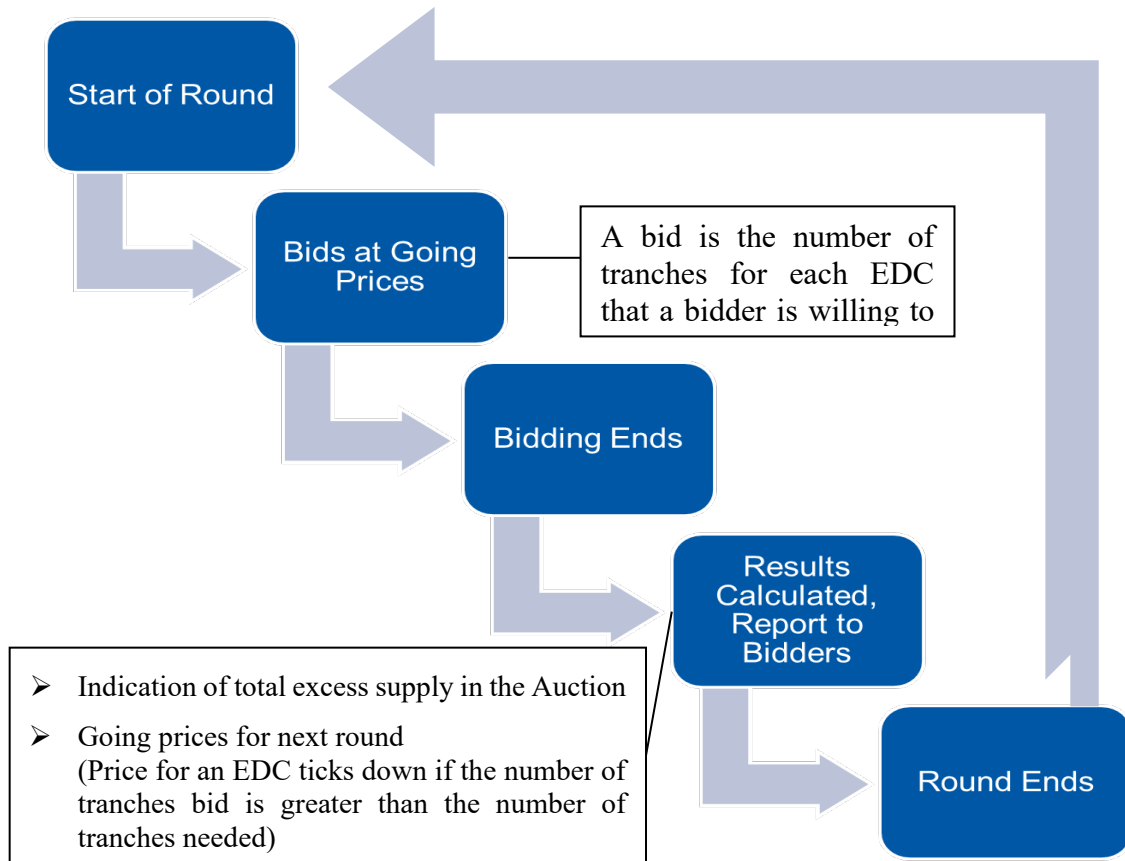 Start of Round
Bids at Going
Prices
A bid is the number of
tranches for each EDC
that a bidder is willing to
Bidding Ends
Results
Calculated,
Report to
Bidders
➢ Indication of total excess supply in the Auction
➢ Going prices for next round
(Price for an EDC ticks down if the number of
tranches bid is greater than the number of
tranches needed)
Round Ends